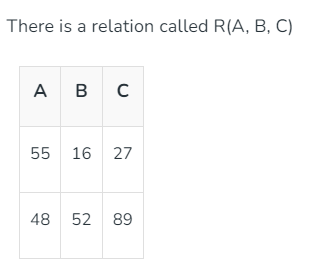 There is a relation called R(A, B, C)
A B C
55 16 27
48 52 89